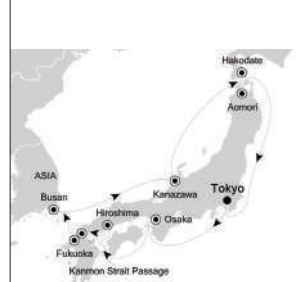 Hakodate
Aomori
ASIA
Busan
Kanazawa
Tokyo
Hiroshima
Osaka
Fukuoka
Kanmon Strait Passage